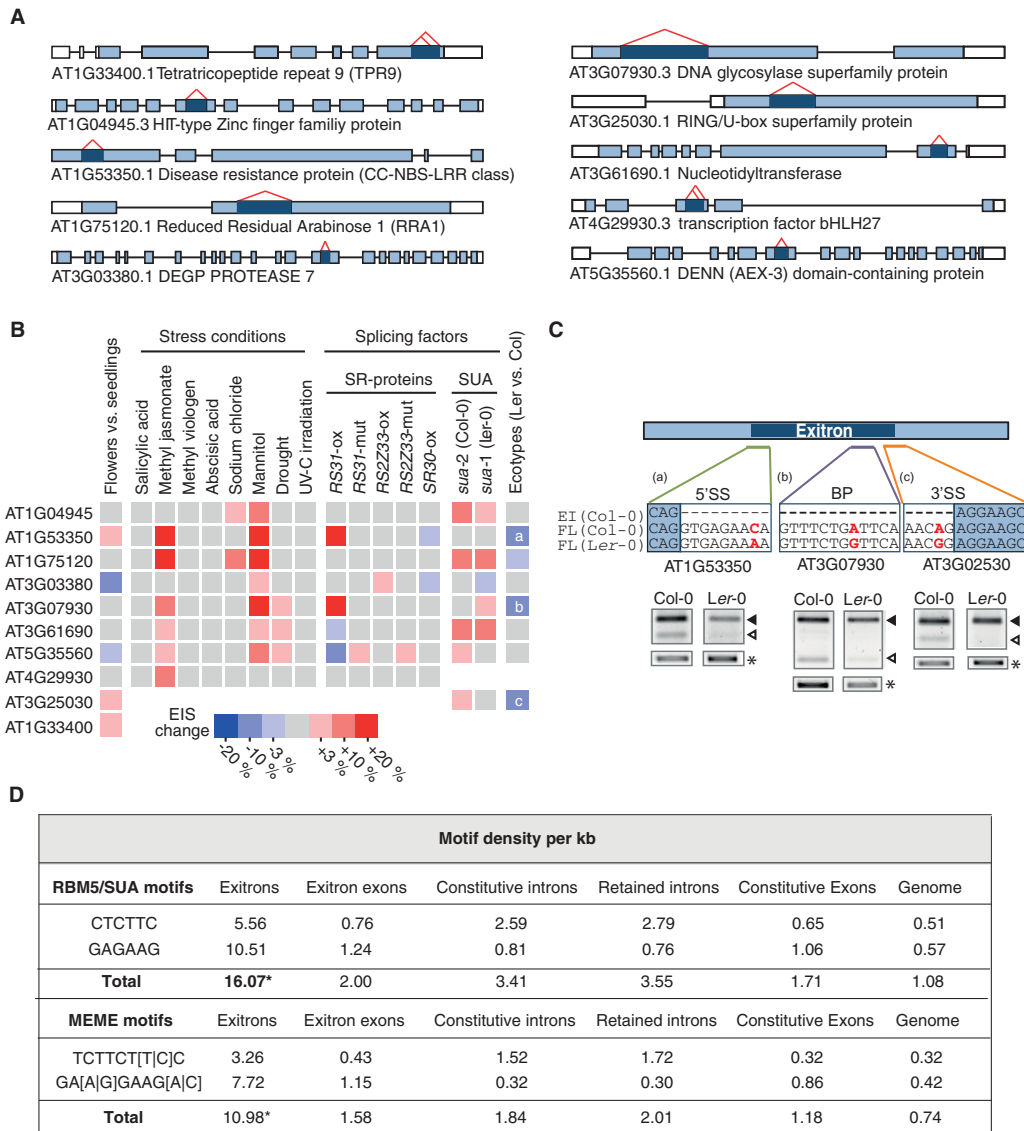 A
AT1G33400.1 Tetratricopeptide repeat 9 (TPR9)
AT1G04945.3 HIT-type Zinc finger familiy protein
AT1G53350.1 Disease resistance protein (CC-NBS-LRR class)
AT1G75120.1 Reduced Residual Arabinose 1 (RRA1)
AT3G03380.1 DEGP PROTEASE 7
AT3G07930.3 DNA glycosylase superfamily protein
AT3G25030.1 RING/U-box superfamily protein
AT3G61690.1 Nucleotidyltransferase
AT4G29930.3 transcription factor bHLH27
AT5G35560.1 DENN (AEX-3) domain-containing protein
B
Stress conditions
Splicing factors
SR-proteins
SUA
Flowers vs. seedlings
Salicylic acid
Methyl jasmonate
Methyl viologen
Abscisic acid
Sodium chloride
Mannitol
Drought
UV-C irradiation
RS31-ox
RS31-mut
RS2Z33-ox
RS2Z33-mut
SR30-ox
sua-2 (Col-0)
sua-1 (ler-0)
Ecotypes (Ler vs. Col)
AT1G04945
AT1G53350 a
AT1G75120
AT3G03380
AT3G07930 b
AT3G61690
AT5G35560
AT4G29930
AT3G25030 c
AT1G33400
EIS change
-20 % -10 % -3 % +3 % +10 % +20 %
C
Exitron
(a) (b) (c)
5'SS BP 3'SS
EI(Col-0) CAG AGGAAGC
FL(Col-0) CAGGTGAGAACA GTTTCTGATTCA AACAGAGGAAGC
FL(Ler-0) CAGGTGAGAAAA GTTTCTGGTTCA AACGGAGGAAGC
AT1G53350 AT3G07930 AT3G02530
Col-0 Ler-0 Col-0 Ler-0 Col-0 Ler-0
* * *
D
Motif density per kb
RBM5/SUA motifs Exitrons Exitron exons Constitutive introns Retained introns Constitutive Exons Genome
CTCTTC 5.56 0.76 2.59 2.79 0.65 0.51
GAGAAG 10.51 1.24 0.81 0.76 1.06 0.57
Total 16.07* 2.00 3.41 3.55 1.71 1.08
MEME motifs Exitrons Exitron exons Constitutive introns Retained introns Constitutive Exons Genome
TCTTCT[T|C]C 3.26 0.43 1.52 1.72 0.32 0.32
GA[A|G]GAAG[A|C] 7.72 1.15 0.32 0.30 0.86 0.42
Total 10.98* 1.58 1.84 2.01 1.18 0.74